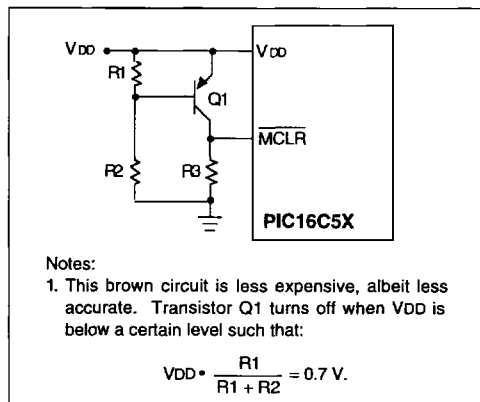 VDD
VDD
R1
Q1
MCLR
R2
R3
PIC16C5X
Notes:
1. This brown circuit is less expensive, albeit less
accurate. Transistor Q1 turns off when VDD is
below a certain level such that:
VDD • R1 / (R1 + R2) = 0.7 V.